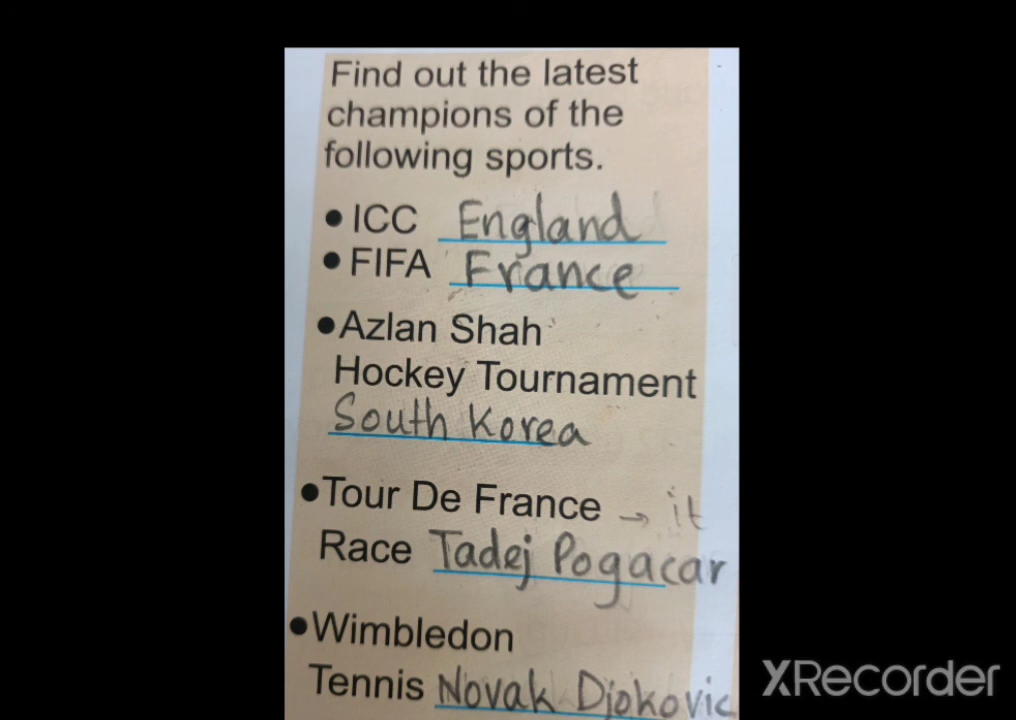 Find out the latest
champions of the
following sports.
• ICC England
• FIFA France
• Azlan Shah
Hockey Tournament
South Korea
• Tour De France → it
Race Tadej Pogacar
• Wimbledon
Tennis Novak Djokovic
XRecorder